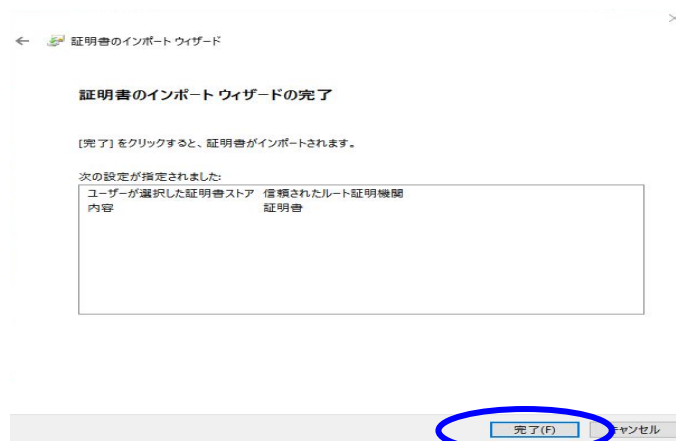 証明書のインポート ウィザード
証明書のインポート ウィザードの完了
[完了] をクリックすると、証明書がインポートされます。
次の設定が指定されました:
ユーザーが選択した証明書ストア 信頼されたルート証明機関
内容 証明書
完了(F) キャンセル